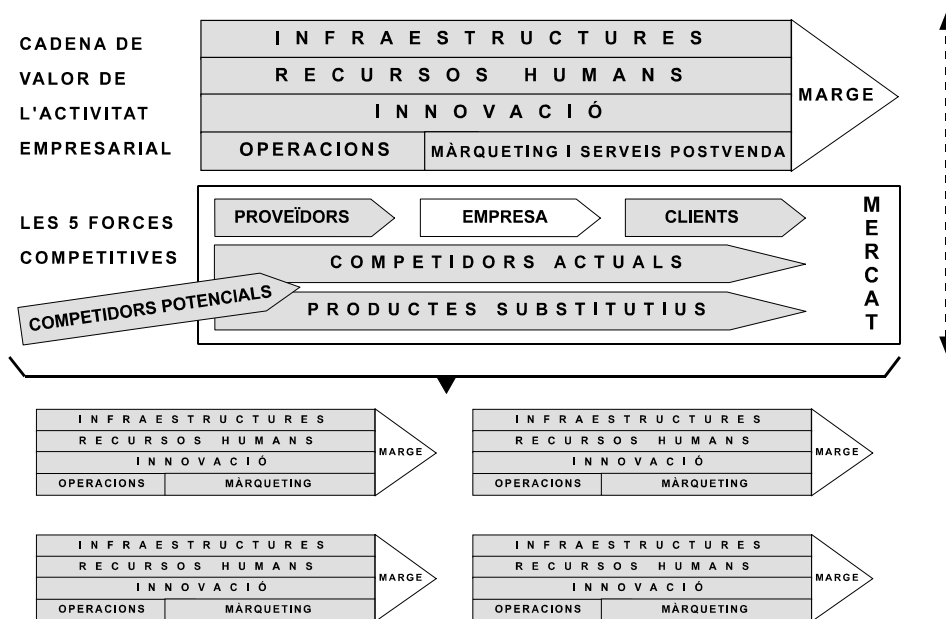 CADENA DE
VALOR DE
L'ACTIVITAT
EMPRESARIAL
INFRAESTRUCTURES
RECURSOS HUMANS
INNOVACIÓ
OPERACIONS
MÀRQUETING I SERVEIS POSTVENDA
MARGE
LES 5 FORCES
COMPETITIVES
PROVEÏDORS
EMPRESA
CLIENTS
COMPETIDORS ACTUALS
COMPETIDORS POTENCIALS
PRODUCTES SUBSTITUTIUS
MERCAT
INFRAESTRUCTURES
RECURSOS HUMANS
INNOVACIÓ
OPERACIONS
MÀRQUETING
MARGE
INFRAESTRUCTURES
RECURSOS HUMANS
INNOVACIÓ
OPERACIONS
MÀRQUETING
MARGE
INFRAESTRUCTURES
RECURSOS HUMANS
INNOVACIÓ
OPERACIONS
MÀRQUETING
MARGE
INFRAESTRUCTURES
RECURSOS HUMANS
INNOVACIÓ
OPERACIONS
MÀRQUETING
MARGE